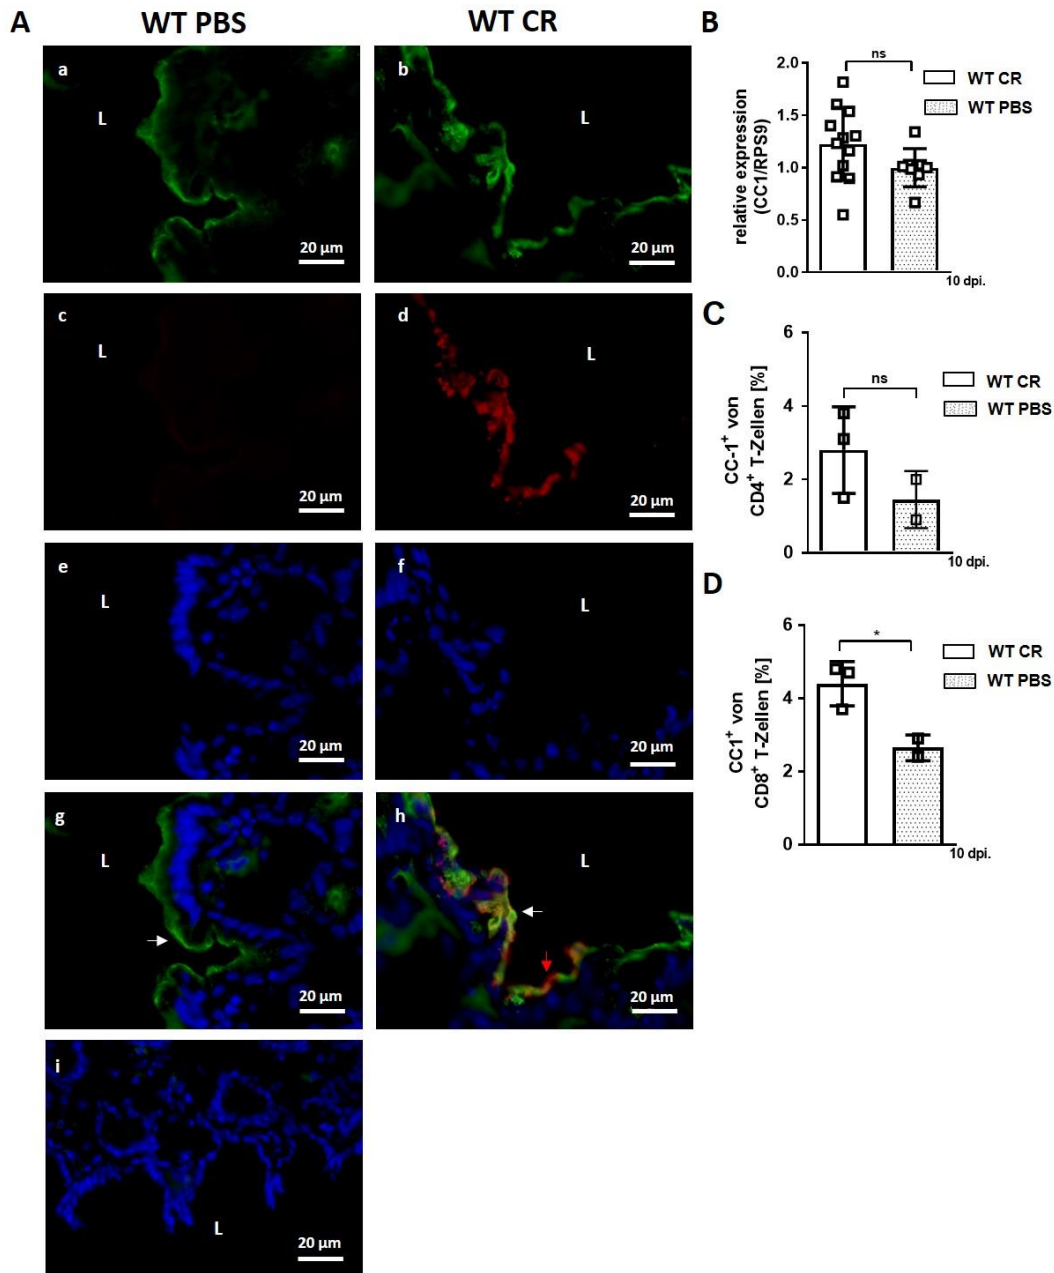 A
WT PBS
WT CR
a
L
20 µm
b
L
20 µm
c
L
20 µm
d
L
20 µm
e
L
20 µm
f
L
20 µm
g
L
20 µm
h
L
20 µm
i
L
20 µm
B
relative expression
(CC1/RPS9)
2.0
1.5
1.0
0.5
0.0
ns
WT CR
WT PBS
10 dpi.
C
CC-1⁺ von
CD4⁺ T-Zellen [%]
6
4
2
0
ns
WT CR
WT PBS
10 dpi.
D
CC1⁺ von
CD8⁺ T-Zellen [%]
6
4
2
0
*
WT CR
WT PBS
10 dpi.